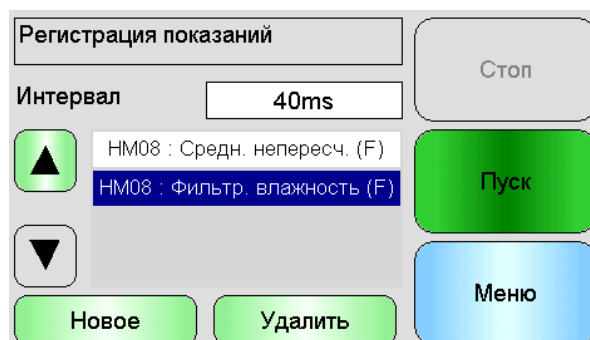 Регистрация показаний
Стоп
Интервал 40ms
HM08 : Средн. непересч. (F)
HM08 : Фильтр. влажность (F)
Пуск
Меню
Новое Удалить